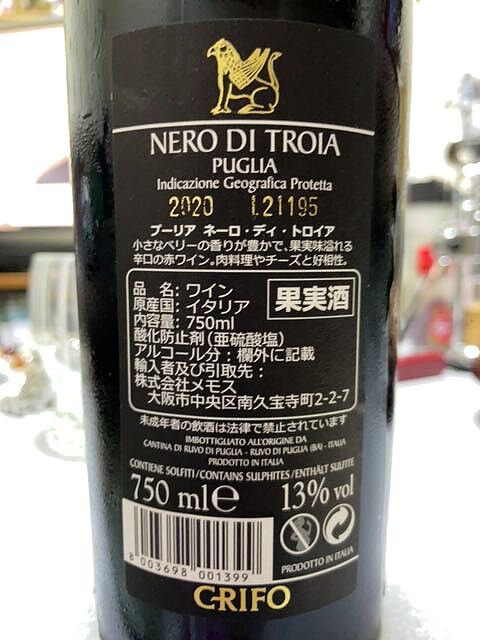 NERO DI TROIA
PUGLIA
Indicazione Geografica Protetta
2020 L21195
プーリア ネーロ・ディ・トロイア
小さなベリーの香りが豊かで、果実味溢れる
辛口の赤ワイン。肉料理やチーズと好相性。
品 名: ワイン
原産国: イタリア
果実酒
内容量: 750ml
酸化防止剤(亜硫酸塩)
アルコール分:欄外に記載
輸入者及び引取先:
株式会社メモス
大阪市中央区南久宝寺町2-2-7
未成年者の飲酒は法律で禁止されています
IMBOTTIGLIATO ALL'ORIGINE DA
CANTINA DI RUVO DI PUGLIA - RUVO DI PUGLIA (BA) - ITALIA
PRODOTTO IN ITALIA
CONTIENE SOLFITI/CONTAINS SULPHITES/ENTHÄLT SULFITE
750 ml e 13% vol
8 003698 001399
PRODOTTO IN ITALIA
CRIFO